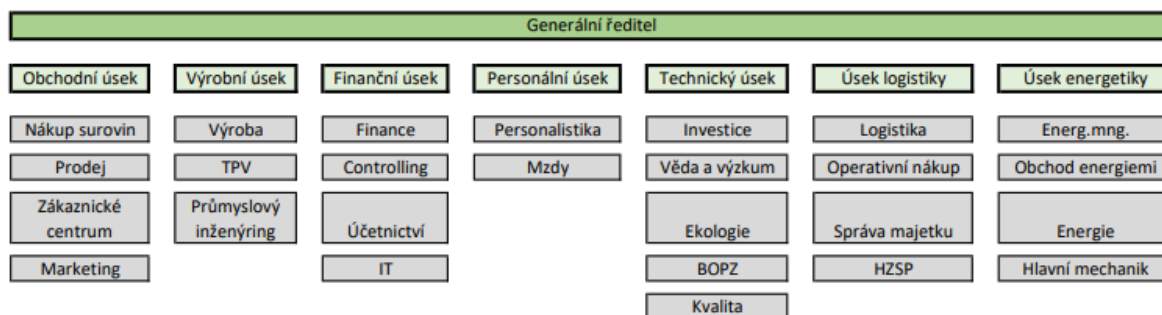 Generální ředitel
Obchodní úsek
Výrobní úsek
Finanční úsek
Personální úsek
Technický úsek
Úsek logistiky
Úsek energetiky
Nákup surovin
Výroba
Finance
Personalistika
Investice
Logistika
Energ.mng.
Prodej
TPV
Controlling
Mzdy
Věda a výzkum
Operativní nákup
Obchod energiemi
Zákaznické
centrum
Průmyslový
inženýring
Účetnictví
Ekologie
Správa majetku
Energie
Marketing
IT
BOPZ
HZSP
Hlavní mechanik
Kvalita